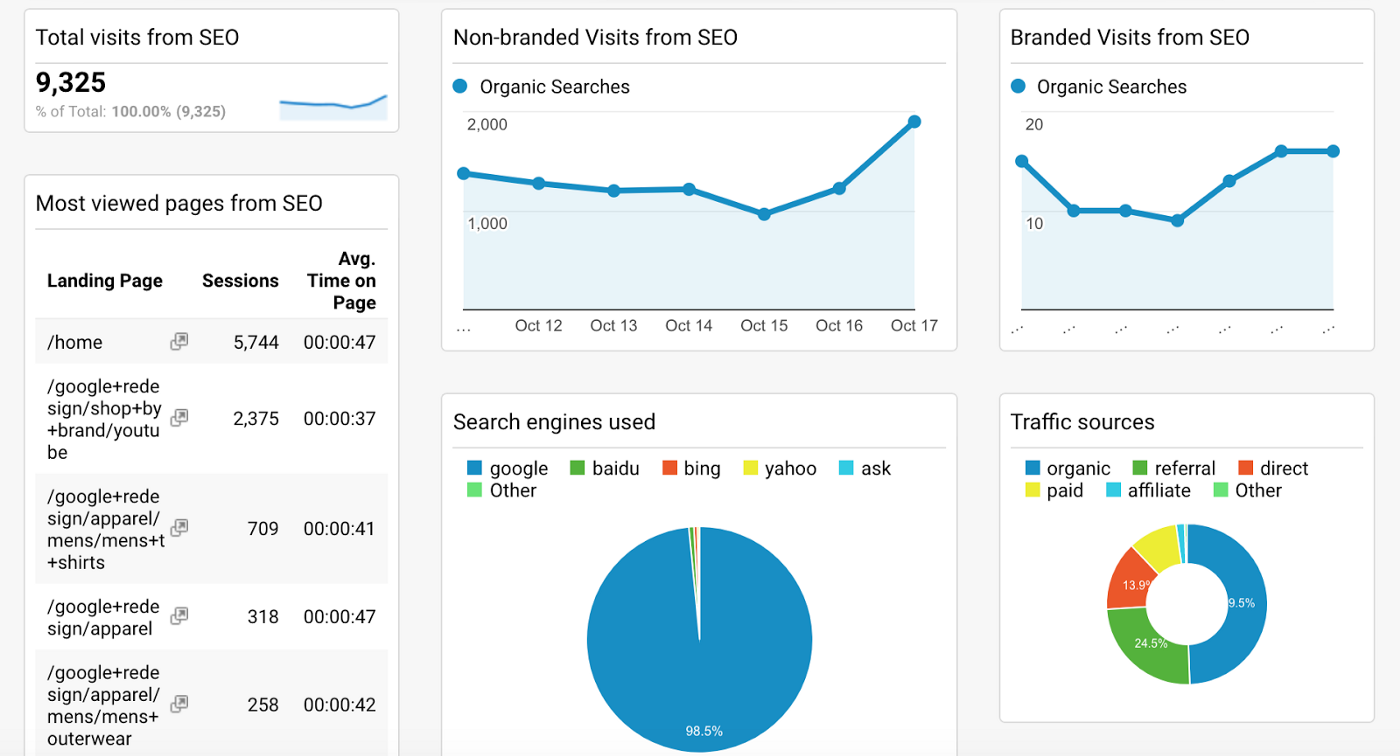 Total visits from SEO
9,325
% of Total: 100.00% (9,325)
Most viewed pages from SEO
Landing Page Sessions Avg. Time on Page
/home 5,744 00:00:47
/google+rede
sign/shop+by
+brand/youtu
be
2,375 00:00:37
/google+rede
sign/apparel/
mens/mens+t
+shirts
709 00:00:41
/google+rede
sign/apparel
318 00:00:47
/google+rede
sign/apparel/
mens/mens+
outerwear
258 00:00:42
Non-branded Visits from SEO
Organic Searches
2,000
1,000
... Oct 12 Oct 13 Oct 14 Oct 15 Oct 16 Oct 17
Branded Visits from SEO
Organic Searches
20
10
... ... ... ... ... ... ...
Search engines used
google baidu bing yahoo ask
Other
98.5%
Traffic sources
organic referral direct
paid affiliate Other
13.9%
9.5%
24.5%